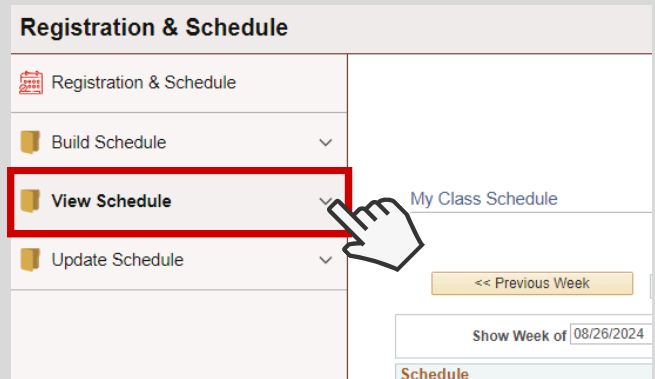 Registration & Schedule
Registration & Schedule
Build Schedule
View Schedule
Update Schedule
My Class Schedule
<< Previous Week
Show Week of 08/26/2024
Schedule